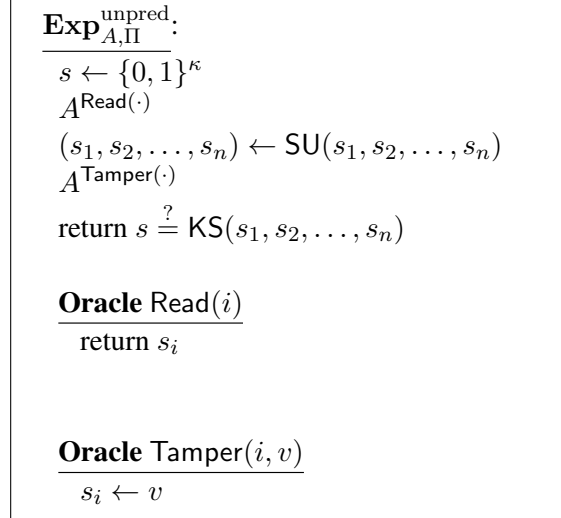 Exp^{unpred}_{A,Π}:
s ← {0, 1}^κ
A^{Read(·)}
(s_1, s_2, . . . , s_n) ← SU(s_1, s_2, . . . , s_n)
A^{Tamper(·)}
return s ≟ KS(s_1, s_2, . . . , s_n)
Oracle Read(i)
return s_i
Oracle Tamper(i, v)
s_i ← v